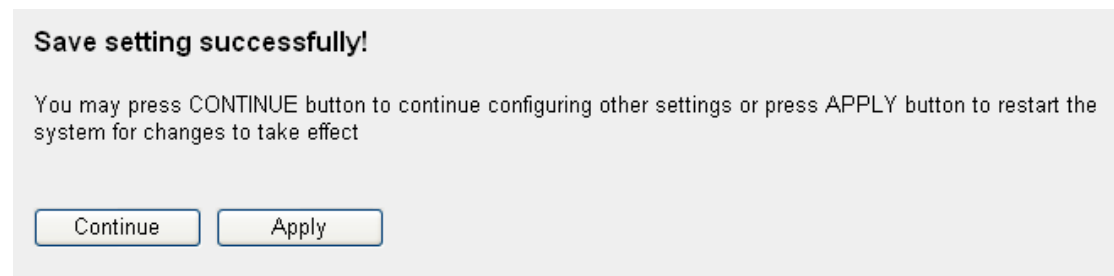 Save setting successfully!
You may press CONTINUE button to continue configuring other settings or press APPLY button to restart the
system for changes to take effect
Continue
Apply